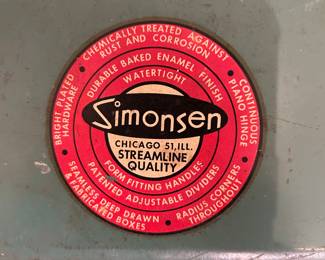 CHEMICALLY TREATED AGAINST
RUST AND CORROSION
CONTINUOUS
PIANO HINGE
RADIUS CORNERS
THROUGHOUT
SEAMLESS DEEP DRAWN
& FABRICATED BOXES
BRIGHT PLATED
HARDWARE
DURABLE BAKED ENAMEL FINISH
WATERTIGHT
Simonsen
CHICAGO 51, ILL.
STREAMLINE
QUALITY
FORM FITTING HANDLES
PATENTED ADJUSTABLE DIVIDERS